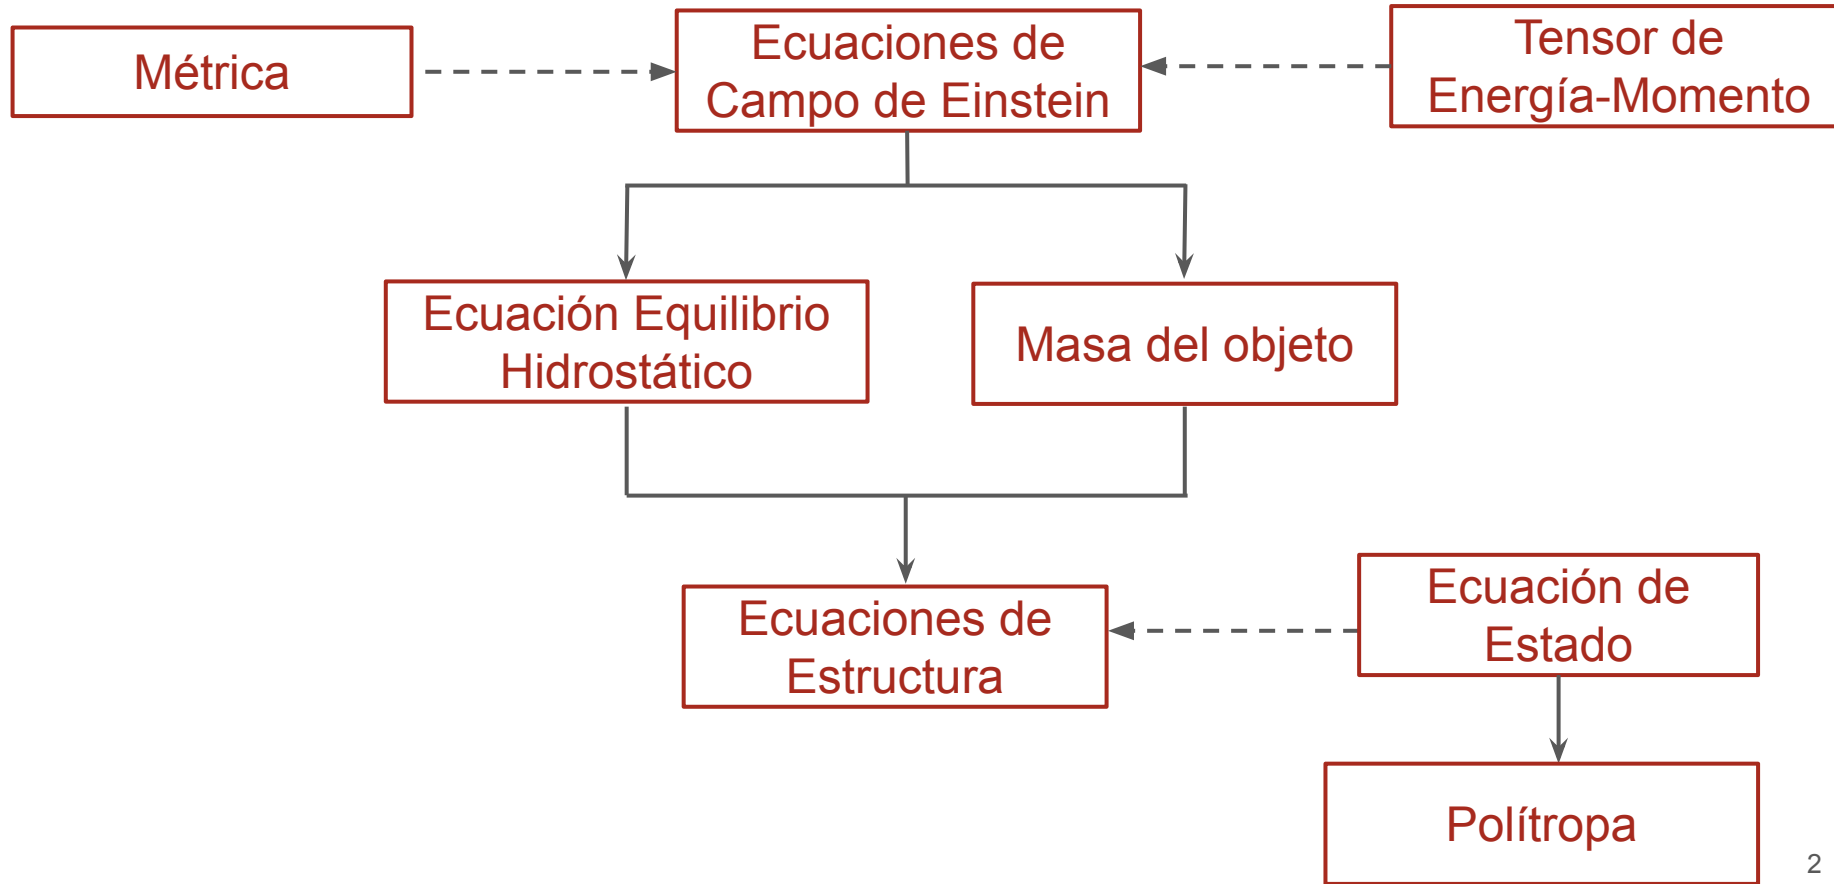 Métrica
Ecuaciones de
Campo de Einstein
Tensor de
Energía-Momento
Ecuación Equilibrio
Hidrostático
Masa del objeto
Ecuaciones de
Estructura
Ecuación de
Estado
Polítropa
2